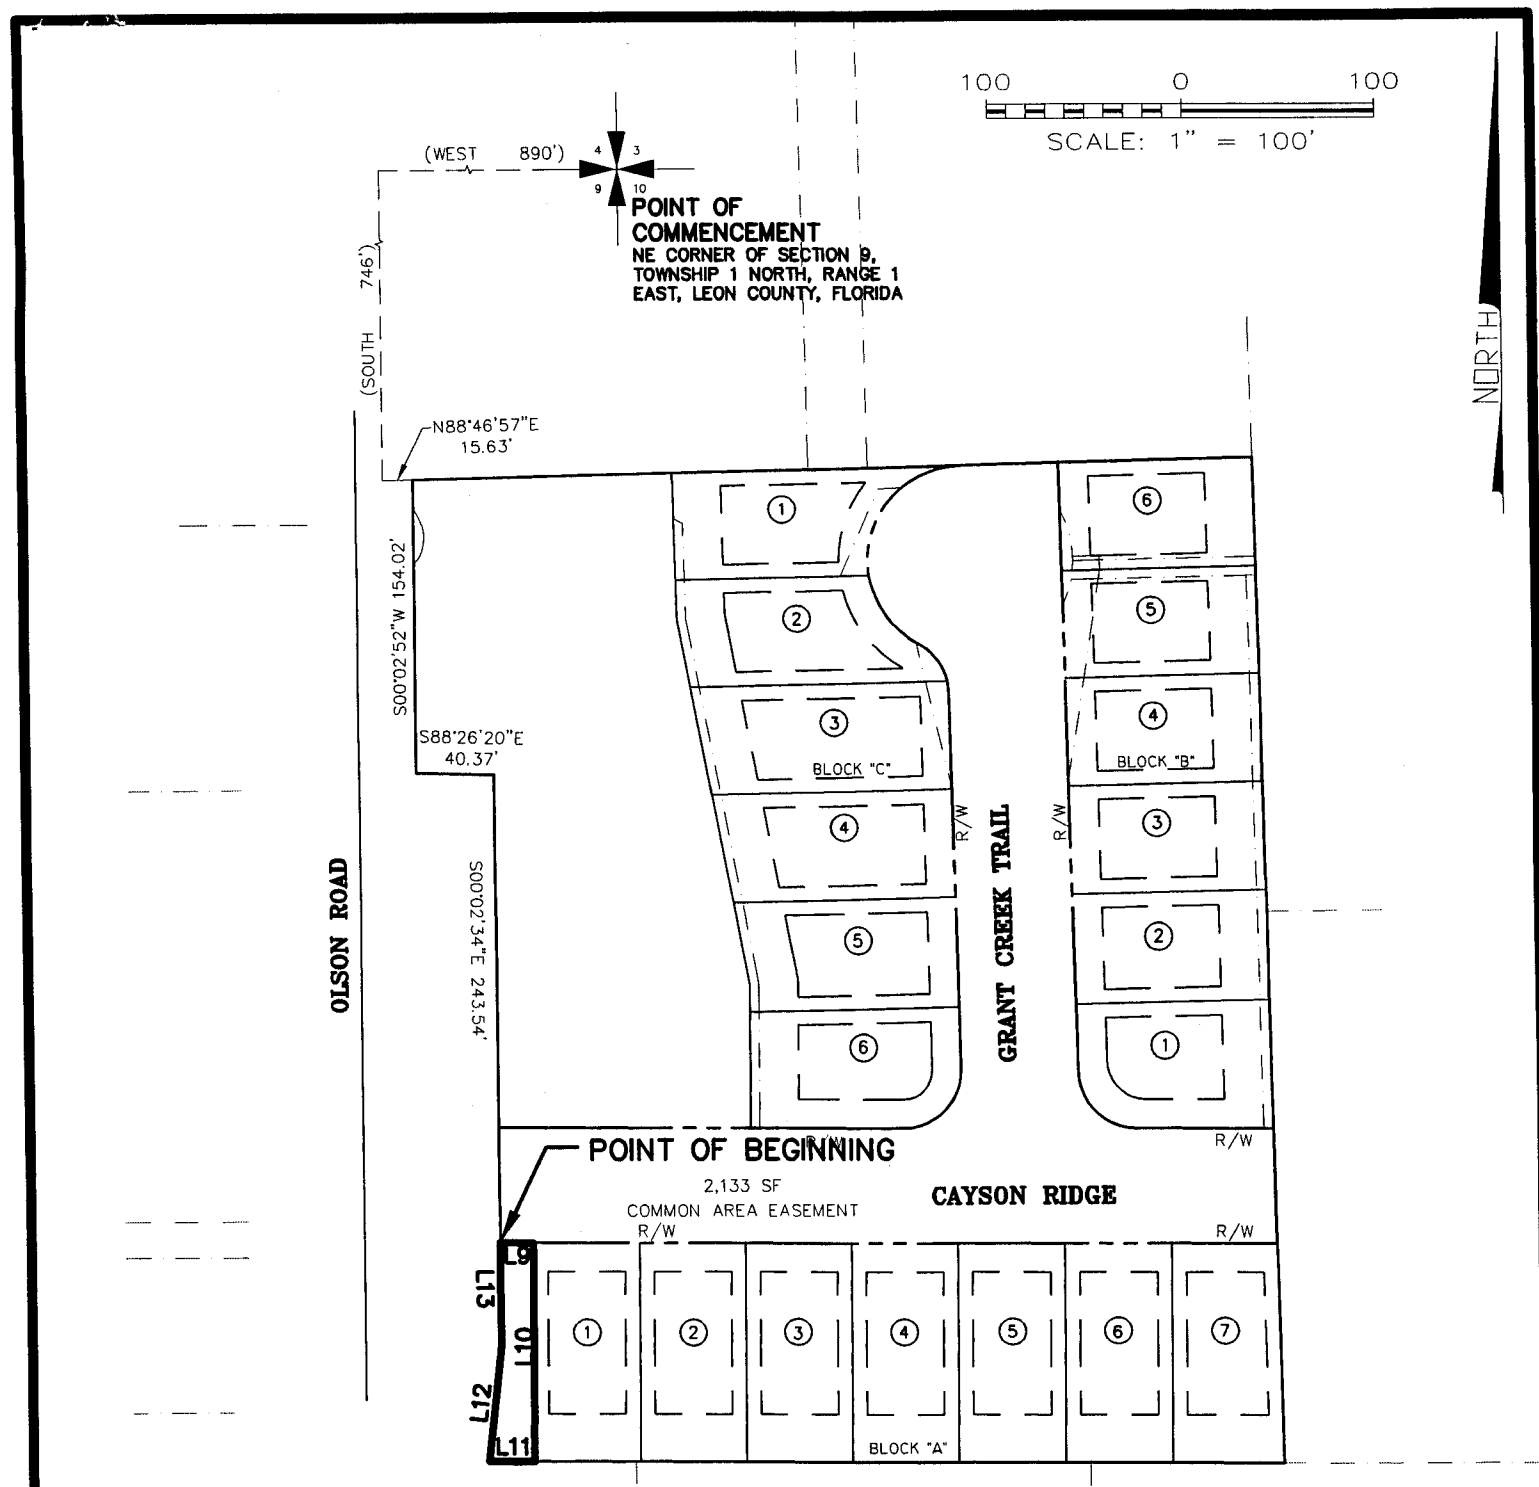 100 0 100
SCALE: 1" = 100'
(WEST 890')
4 3
9 10
POINT OF
COMMENCEMENT
NE CORNER OF SECTION 9,
TOWNSHIP 1 NORTH, RANGE 1
EAST, LEON COUNTY, FLORIDA
(SOUTH 746')
NORTH
N88°46'57"E
15.63'
S00°02'52"W 154.02'
S88°26'20"E
40.37'
S00°02'34"E 243.54'
OLSON ROAD
1
2
3
BLOCK "C"
4
5
6
R/W
GRANT CREEK TRAIL
R/W
6
5
4
BLOCK "B"
3
2
1
R/W
R/W
POINT OF BEGINNING
2,133 SF
COMMON AREA EASEMENT
CAYSON RIDGE
R/W
R/W
L9
L13
L10
L12
L11
1
2
3
4
5
6
7
BLOCK "A"